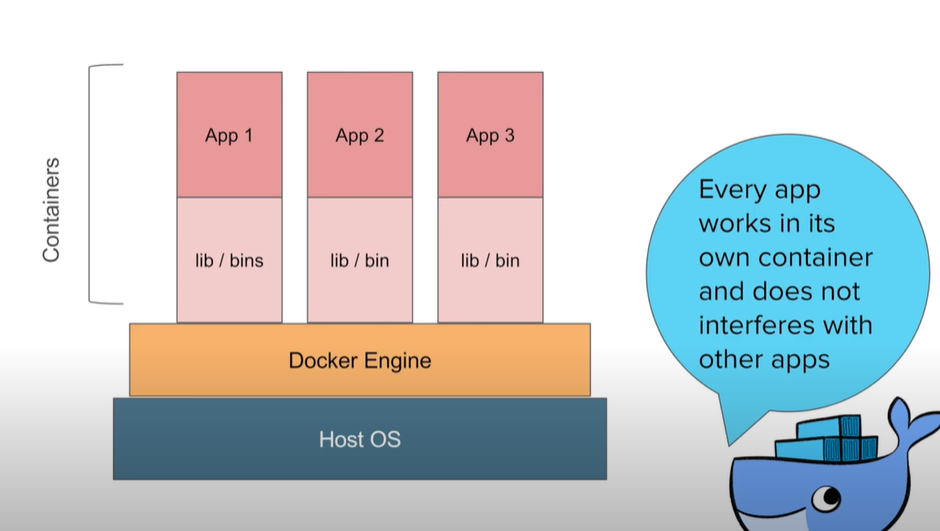 Containers
App 1
App 2
App 3
lib / bins
lib / bin
lib / bin
Docker Engine
Host OS
Every app
works in its
own container
and does not
interferes with
other apps